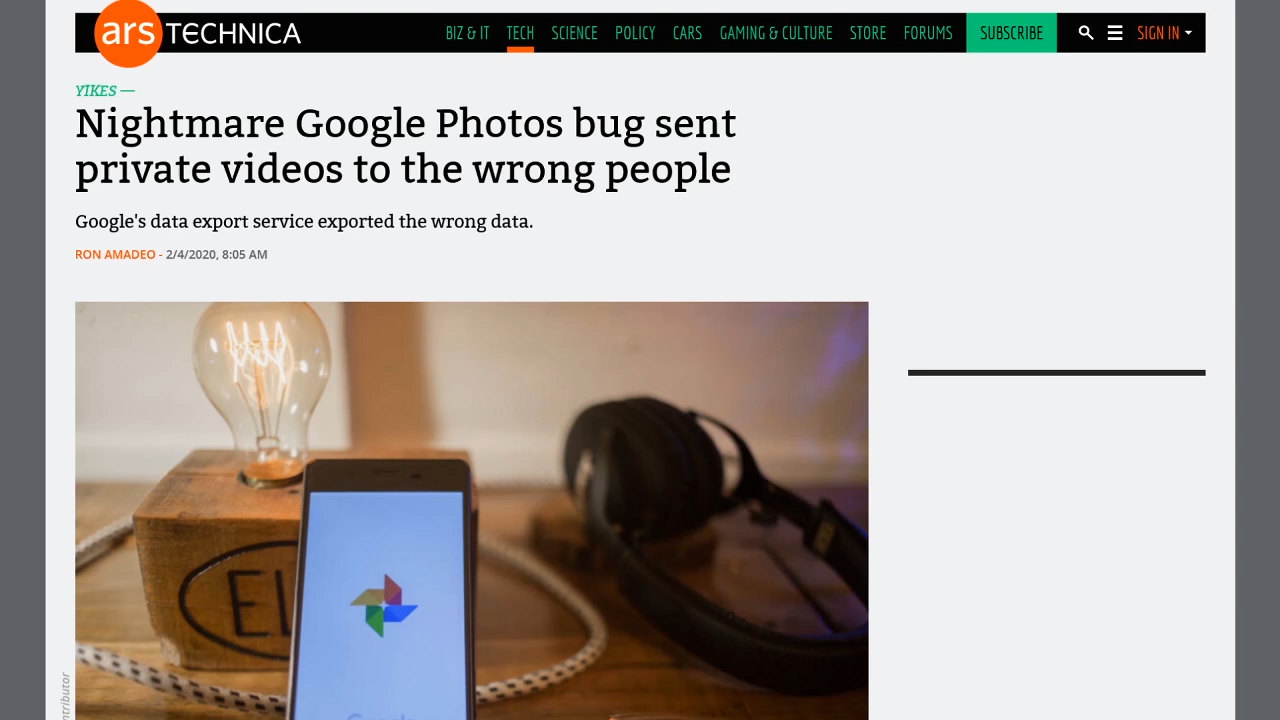 ars TECHNICA
BIZ & IT TECH SCIENCE POLICY CARS GAMING & CULTURE STORE FORUMS SUBSCRIBE SIGN IN
YIKES —
Nightmare Google Photos bug sent
private videos to the wrong people
Google's data export service exported the wrong data.
RON AMADEO - 2/4/2020, 8:05 AM